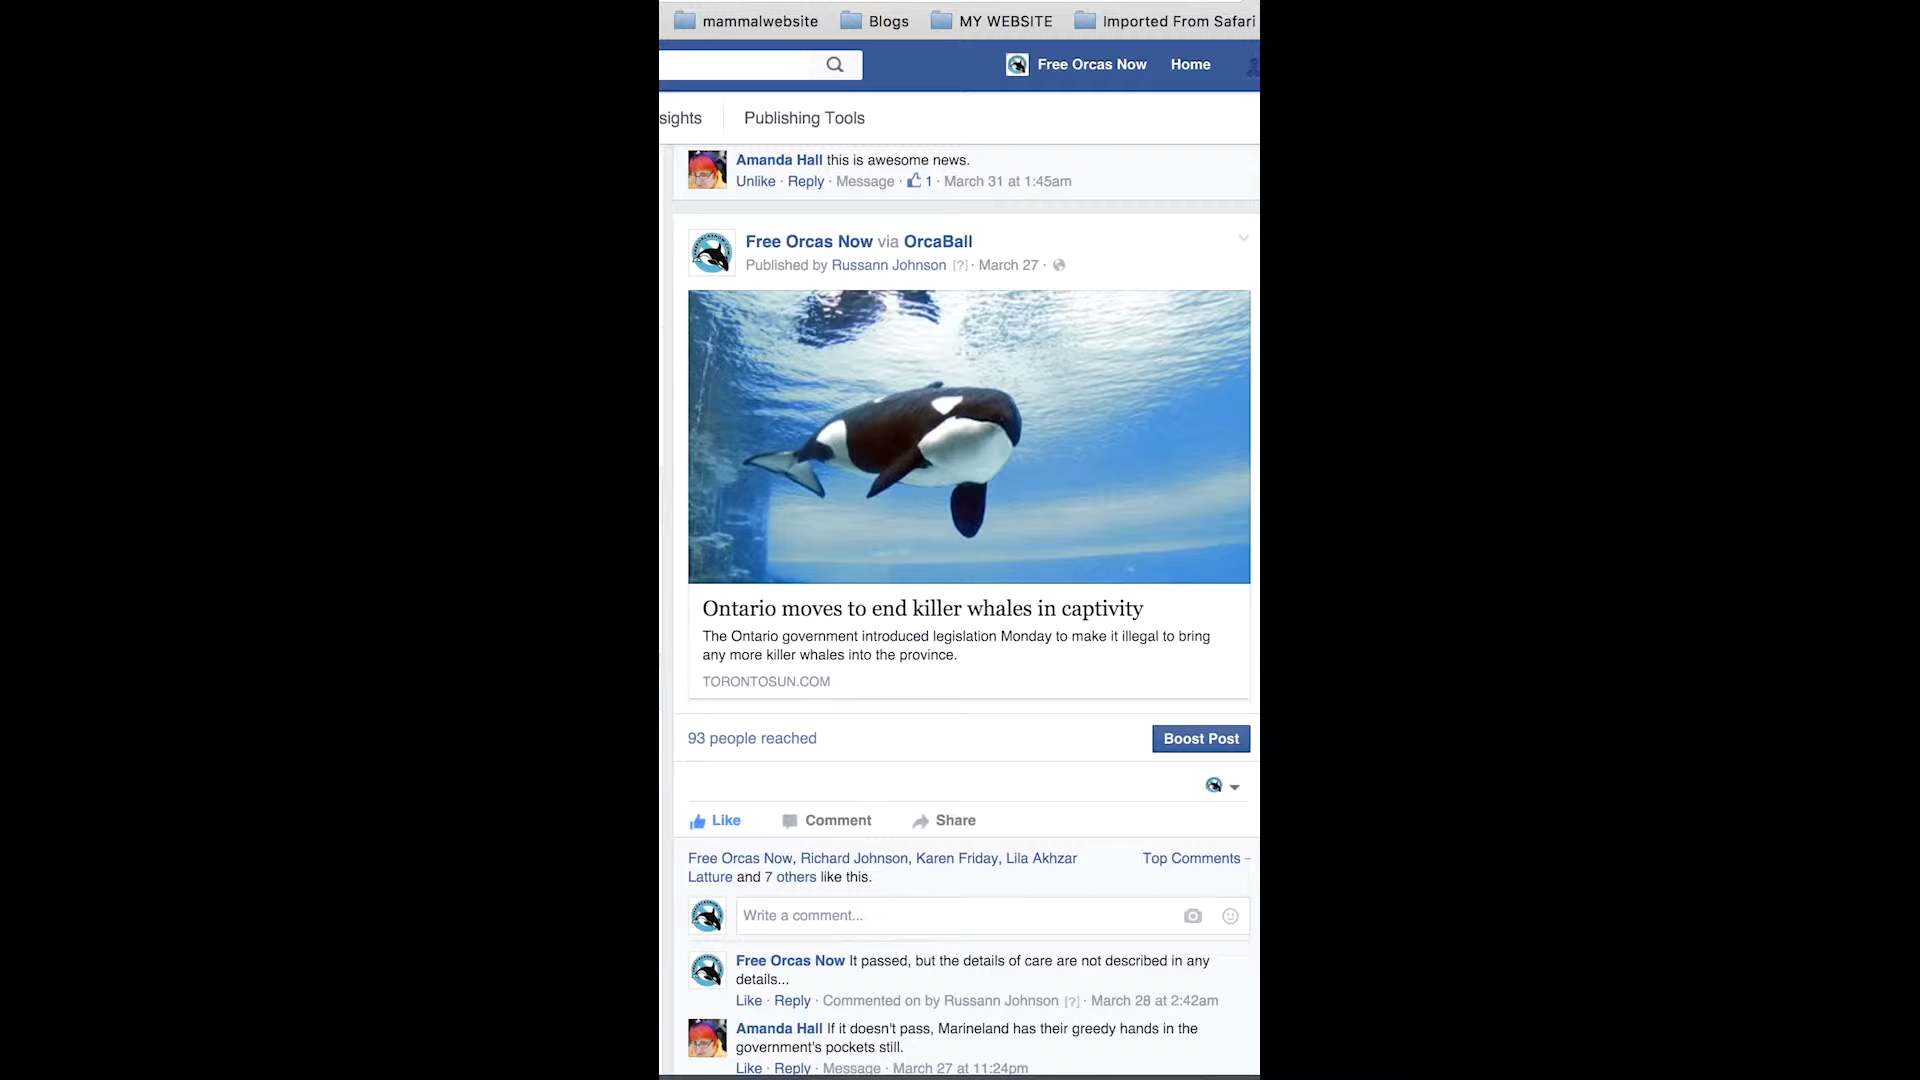 mammalwebsite Blogs MY WEBSITE Imported From Safari
Free Orcas Now Home
sights Publishing Tools
Amanda Hall this is awesome news.
Unlike · Reply · Message · 1 · March 31 at 1:45am
Free Orcas Now via OrcaBall
Published by Russann Johnson [?] · March 27 ·
Ontario moves to end killer whales in captivity
The Ontario government introduced legislation Monday to make it illegal to bring
any more killer whales into the province.
TORONTOSUN.COM
93 people reached Boost Post
Like Comment Share
Free Orcas Now, Richard Johnson, Karen Friday, Lila Akhzar Top Comments
Latture and 7 others like this.
Write a comment...
Free Orcas Now It passed, but the details of care are not described in any
details...
Like · Reply · Commented on by Russann Johnson [?] · March 28 at 2:42am
Amanda Hall If it doesn't pass, Marineland has their greedy hands in the
government's pockets still.
Like · Reply · Message · March 27 at 11:24pm